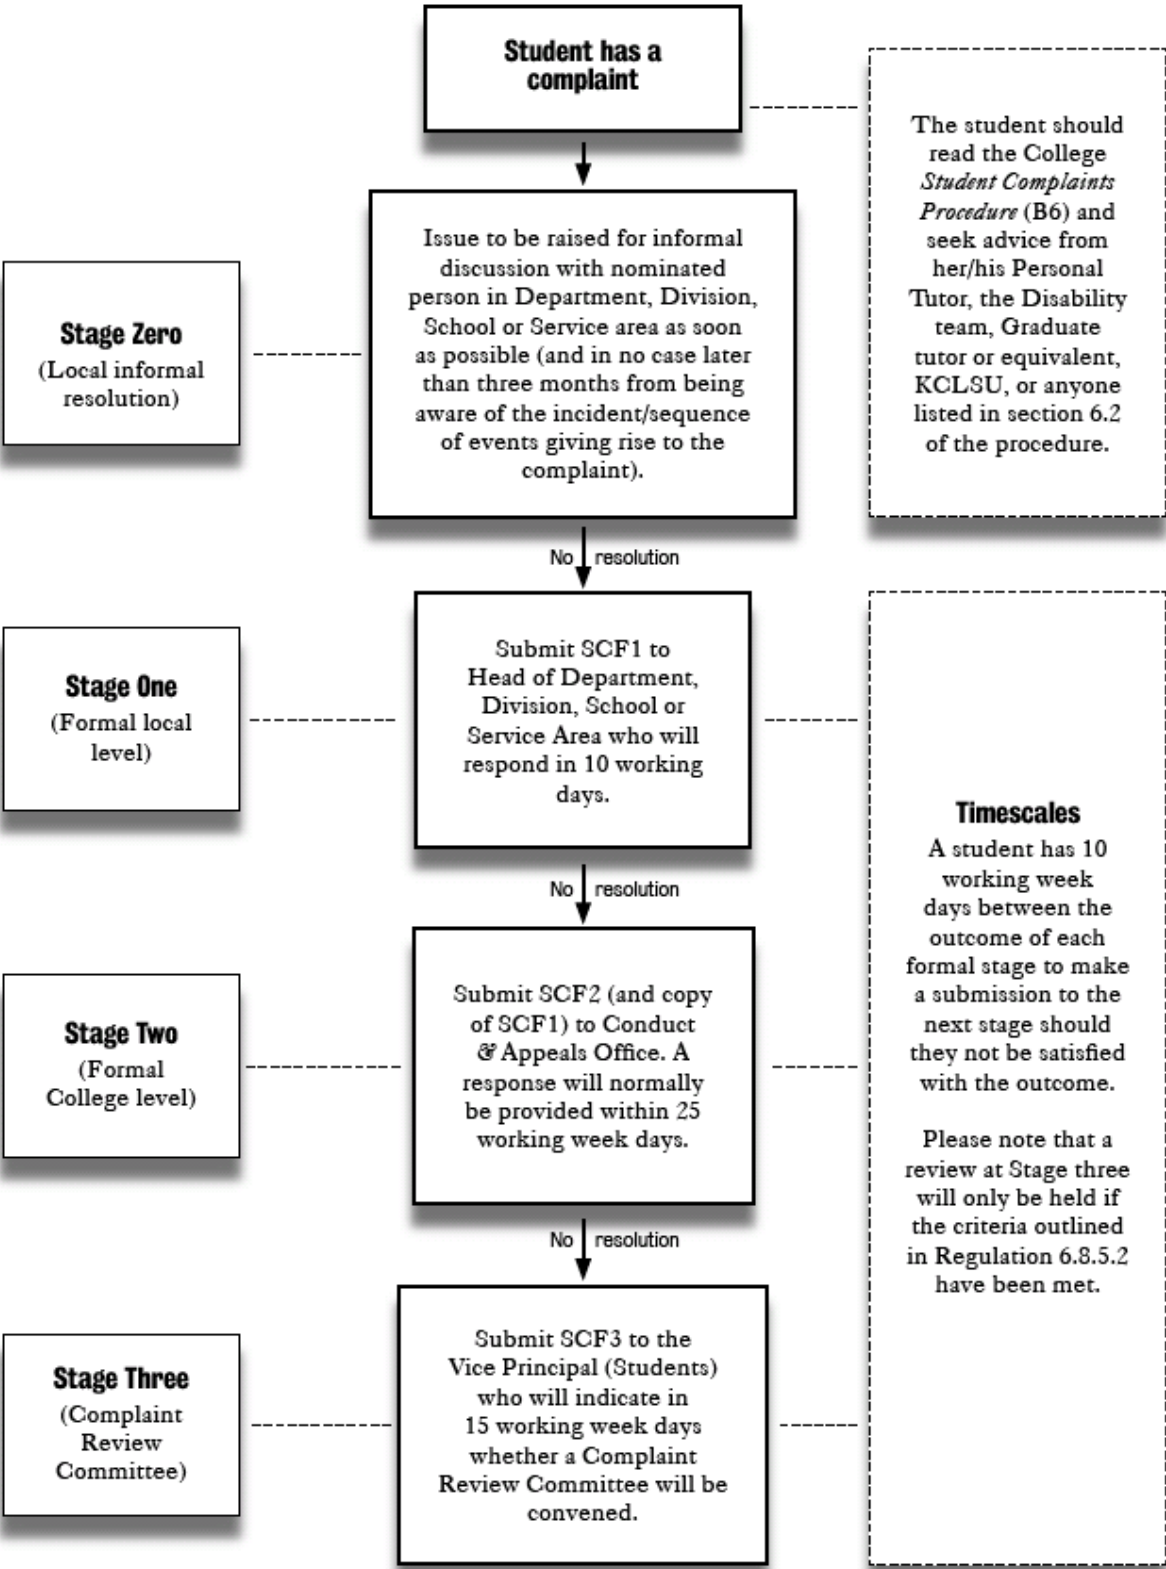 Student has a
complaint
The student should
read the College
Student Complaints
Procedure (B6) and
seek advice from
her/his Personal
Tutor, the Disability
team, Graduate
tutor or equivalent,
KCLSU, or anyone
listed in section 6.2
of the procedure.
Stage Zero
(Local informal
resolution)
Issue to be raised for informal
discussion with nominated
person in Department, Division,
School or Service area as soon
as possible (and in no case later
than three months from being
aware of the incident/sequence
of events giving rise to the
complaint).
No resolution
Stage One
(Formal local
level)
Submit SCF1 to
Head of Department,
Division, School or
Service Area who will
respond in 10 working
days.
No resolution
Stage Two
(Formal
College level)
Submit SCF2 (and copy
of SCF1) to Conduct
& Appeals Office. A
response will normally
be provided within 25
working week days.
No resolution
Stage Three
(Complaint
Review
Committee)
Submit SCF3 to the
Vice Principal (Students)
who will indicate in
15 working week days
whether a Complaint
Review Committee will be
convened.
Timescales
A student has 10
working week
days between the
outcome of each
formal stage to make
a submission to the
next stage should
they not be satisfied
with the outcome.
Please note that a
review at Stage three
will only be held if
the criteria outlined
in Regulation 6.8.5.2
have been met.